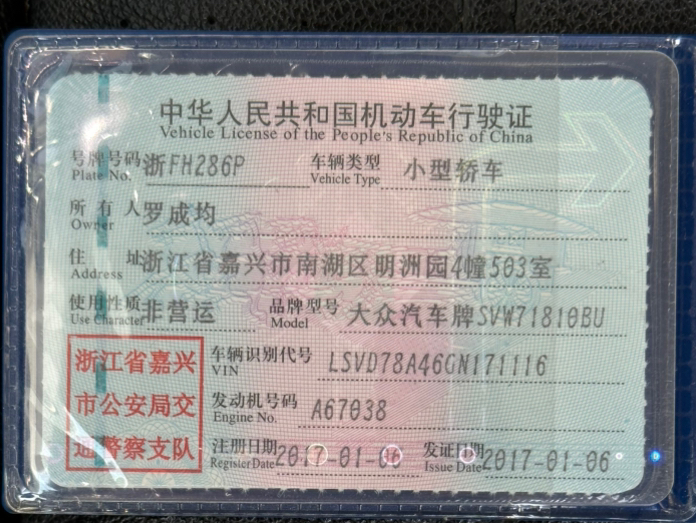 中华人民共和国机动车行驶证
Vehicle License of the People's Republic of China
号牌号码 浙FH286P 车辆类型 小型轿车
Plate No. Vehicle Type
所有人 罗成均
Owner
住址 浙江省嘉兴市南湖区明洲园4幢503室
Address
使用性质 非营运 品牌型号 大众汽车牌SVW71810BU
Use Character Model
浙江省嘉兴
市公安局交
通警察支队
车辆识别代号 LSVD78A46GN171116
VIN
发动机号码 A67038
Engine No.
注册日期 2017-01-06 发证日期 2017-01-06
Register Date Issue Date